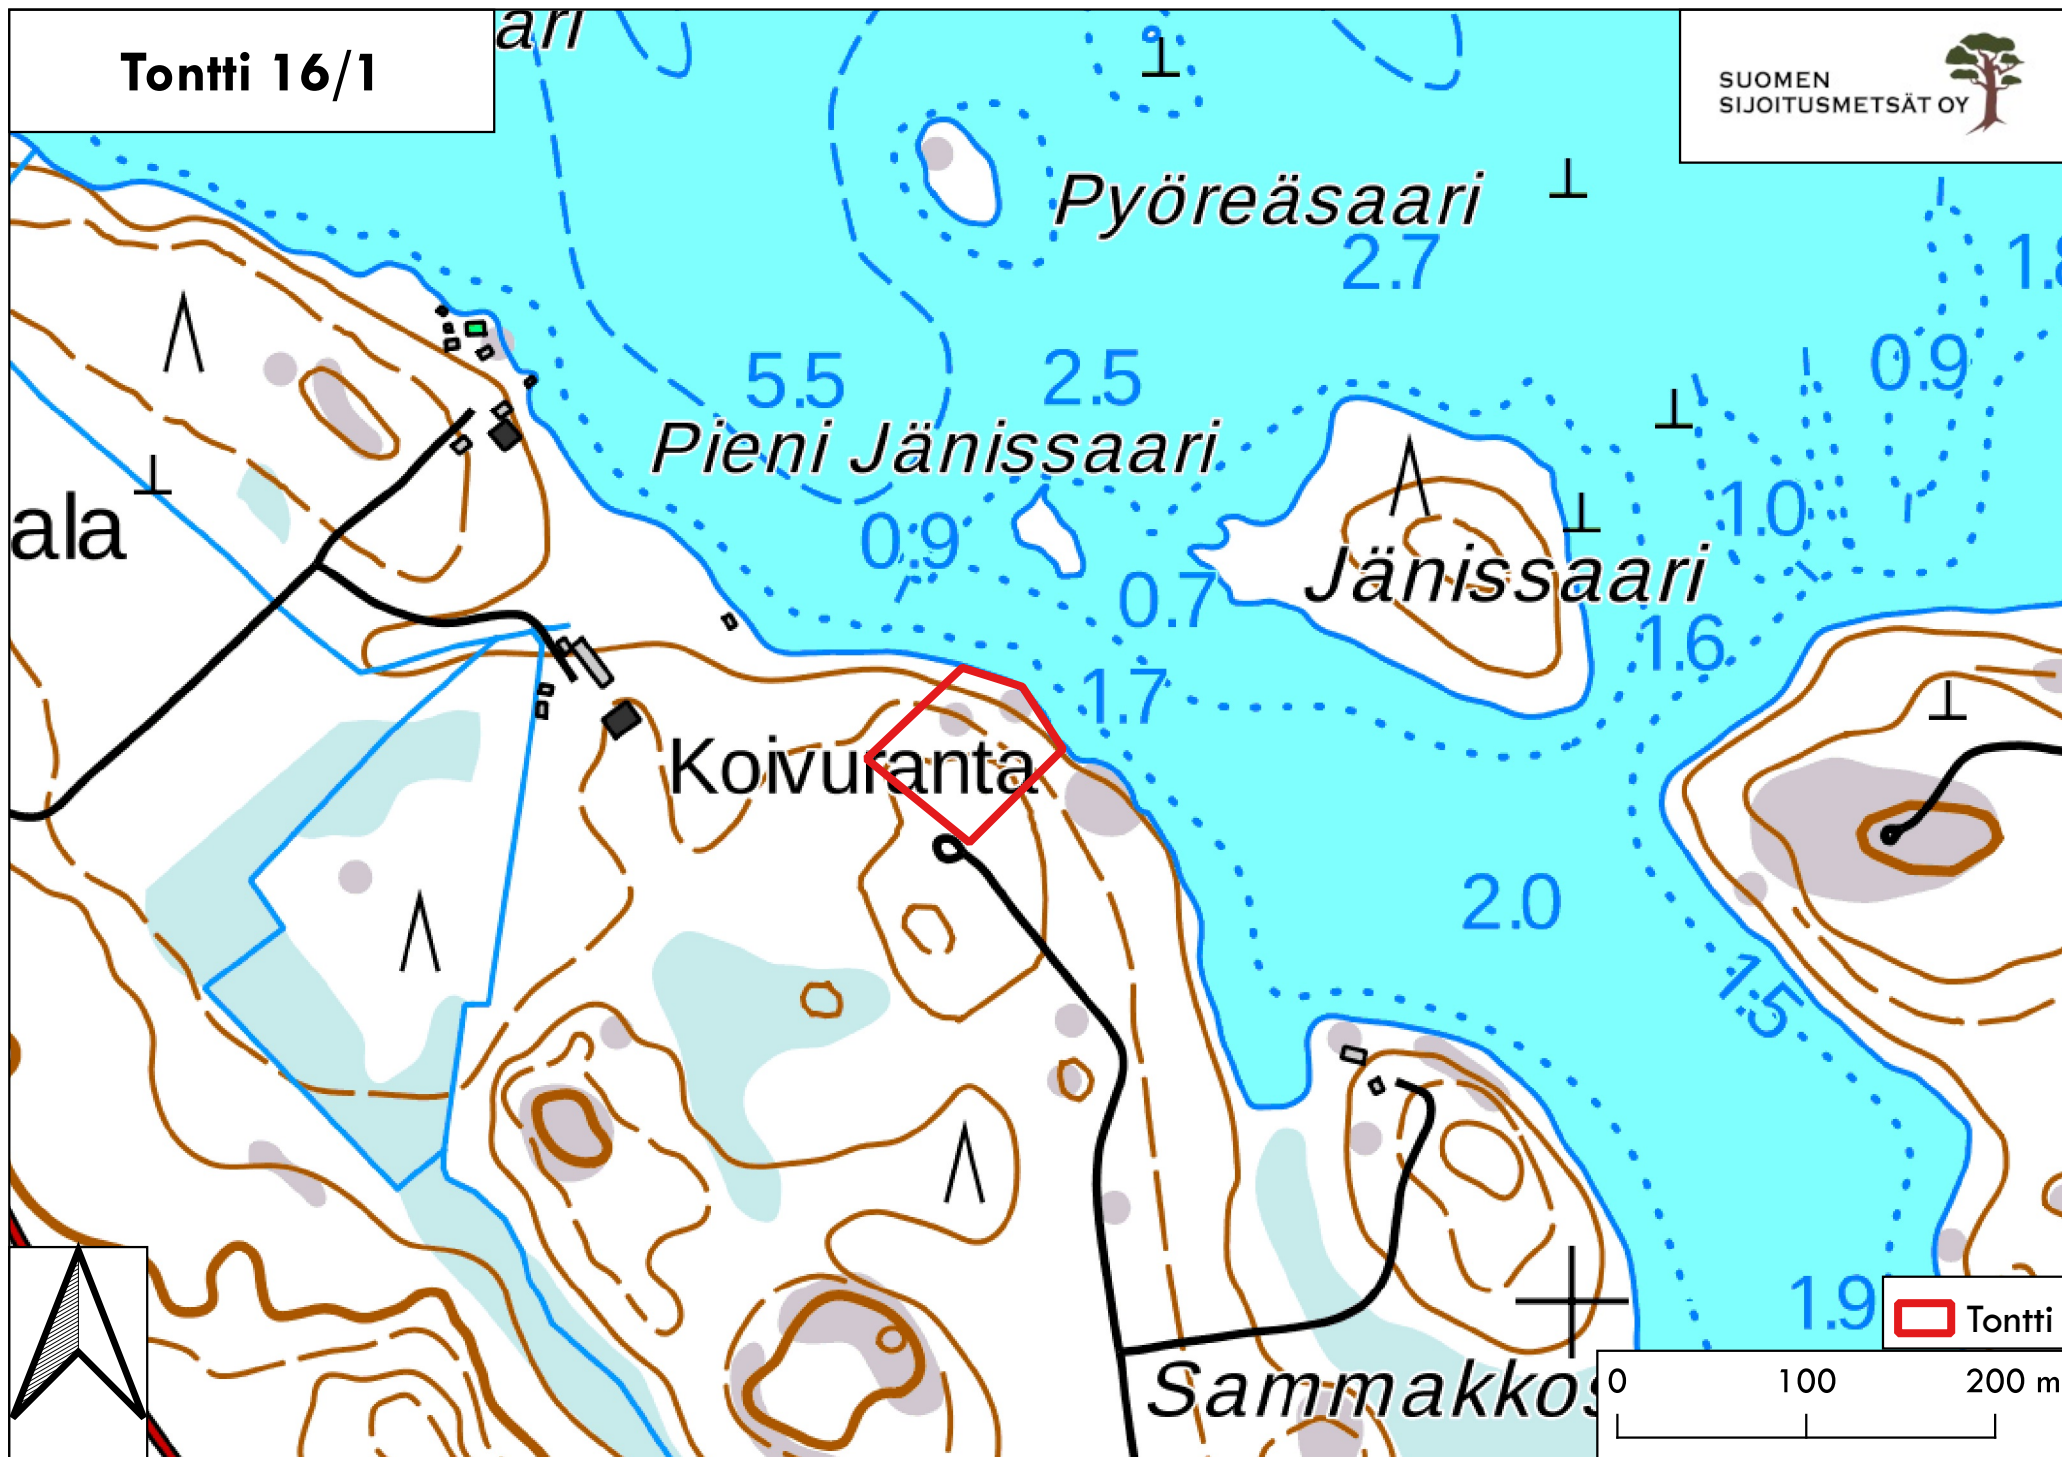 ari
Tontti 16/1
SUOMEN
SIJOITUSMETSÄT OY
Pyöreäsaari
2.7
5.5
2.5
0.9
Pieni Jänissaari
ala
0.9
1.0
0.7
Jänissaari
1.6
1.7
Koivuranta
2.0
1.5
1.9
Tontti
Sammakkos
0 100 200 m